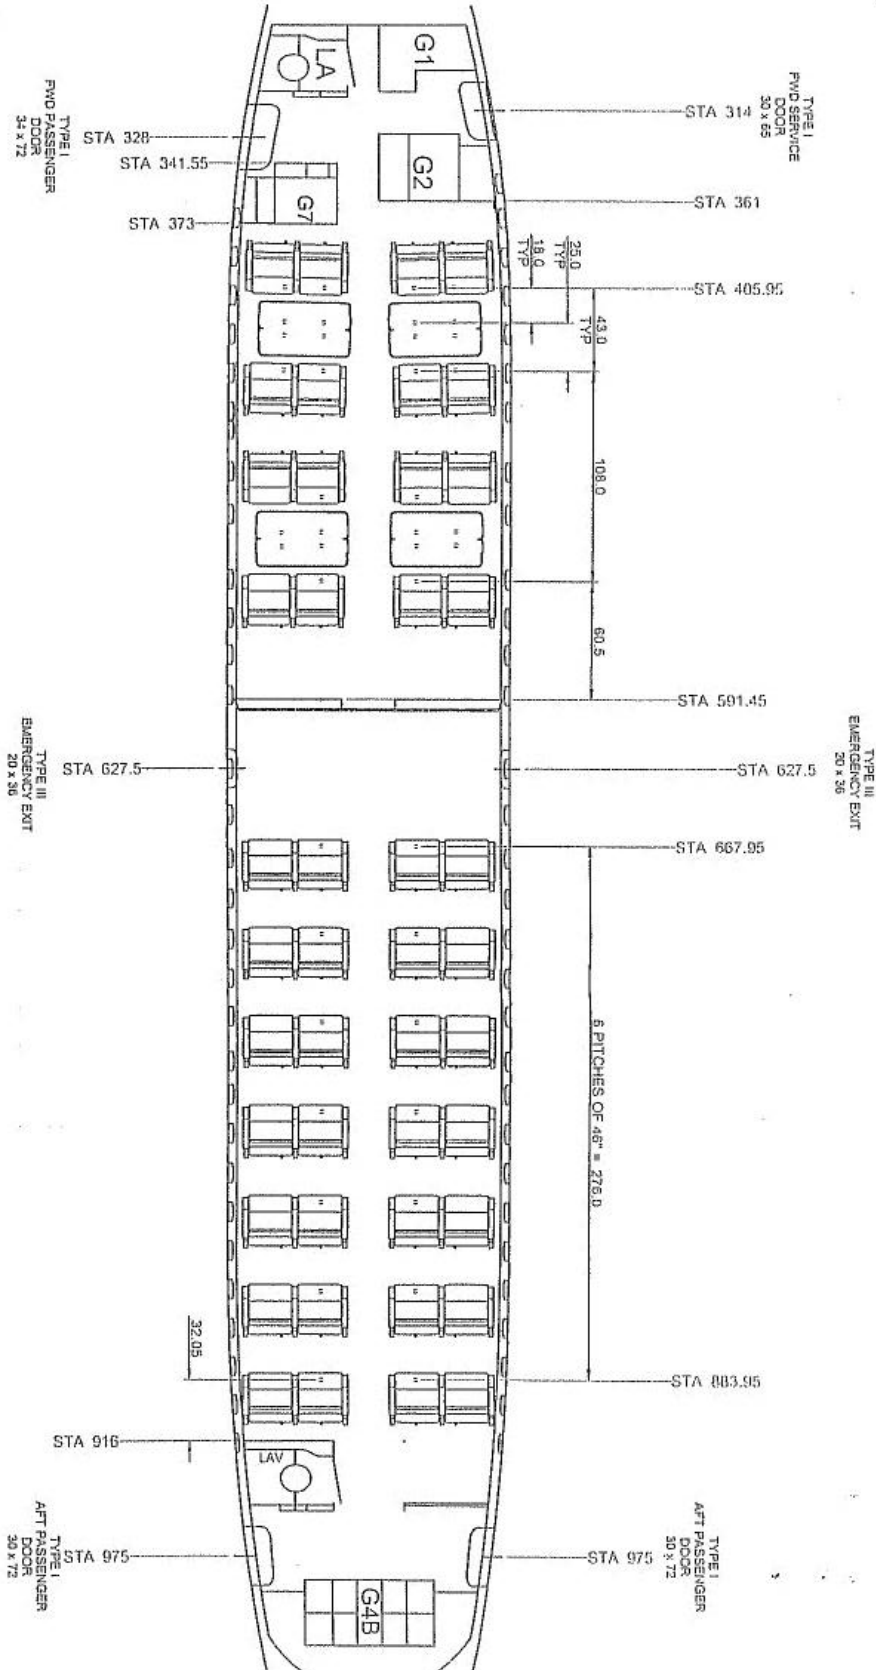 LA
G1
TYPE I
FWD SERVICE
DOOR
30 x 65
STA 314
TYPE I
FWD PASSENGER
DOOR
34 x 72
STA 328
STA 341.55
G2
G7
STA 361
STA 373
25.0
TYP
18.0
TYP
STA 405.95
43.0
TYP
108.0
60.5
STA 591.45
TYPE III
EMERGENCY EXIT
20 x 36
STA 627.5
STA 627.5
TYPE III
EMERGENCY EXIT
20 x 36
STA 667.95
6 PITCHES OF 46" = 276.0
32.05
STA 883.95
STA 916
LAV
TYPE I
AFT PASSENGER
DOOR
30 x 72
STA 975
STA 975
TYPE I
AFT PASSENGER
DOOR
30 x 72
G4B